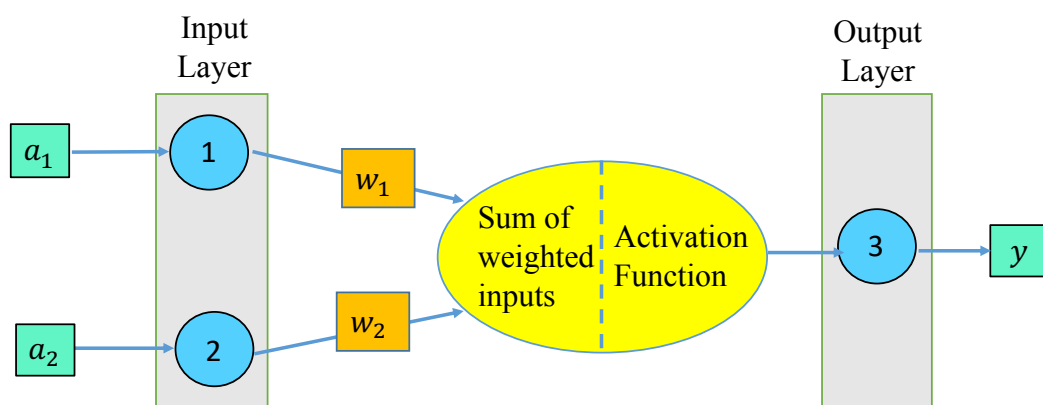 Input
Layer
Output
Layer
a₁
1
w₁
Sum of
weighted
inputs
Activation
Function
3
y
a₂
2
w₂